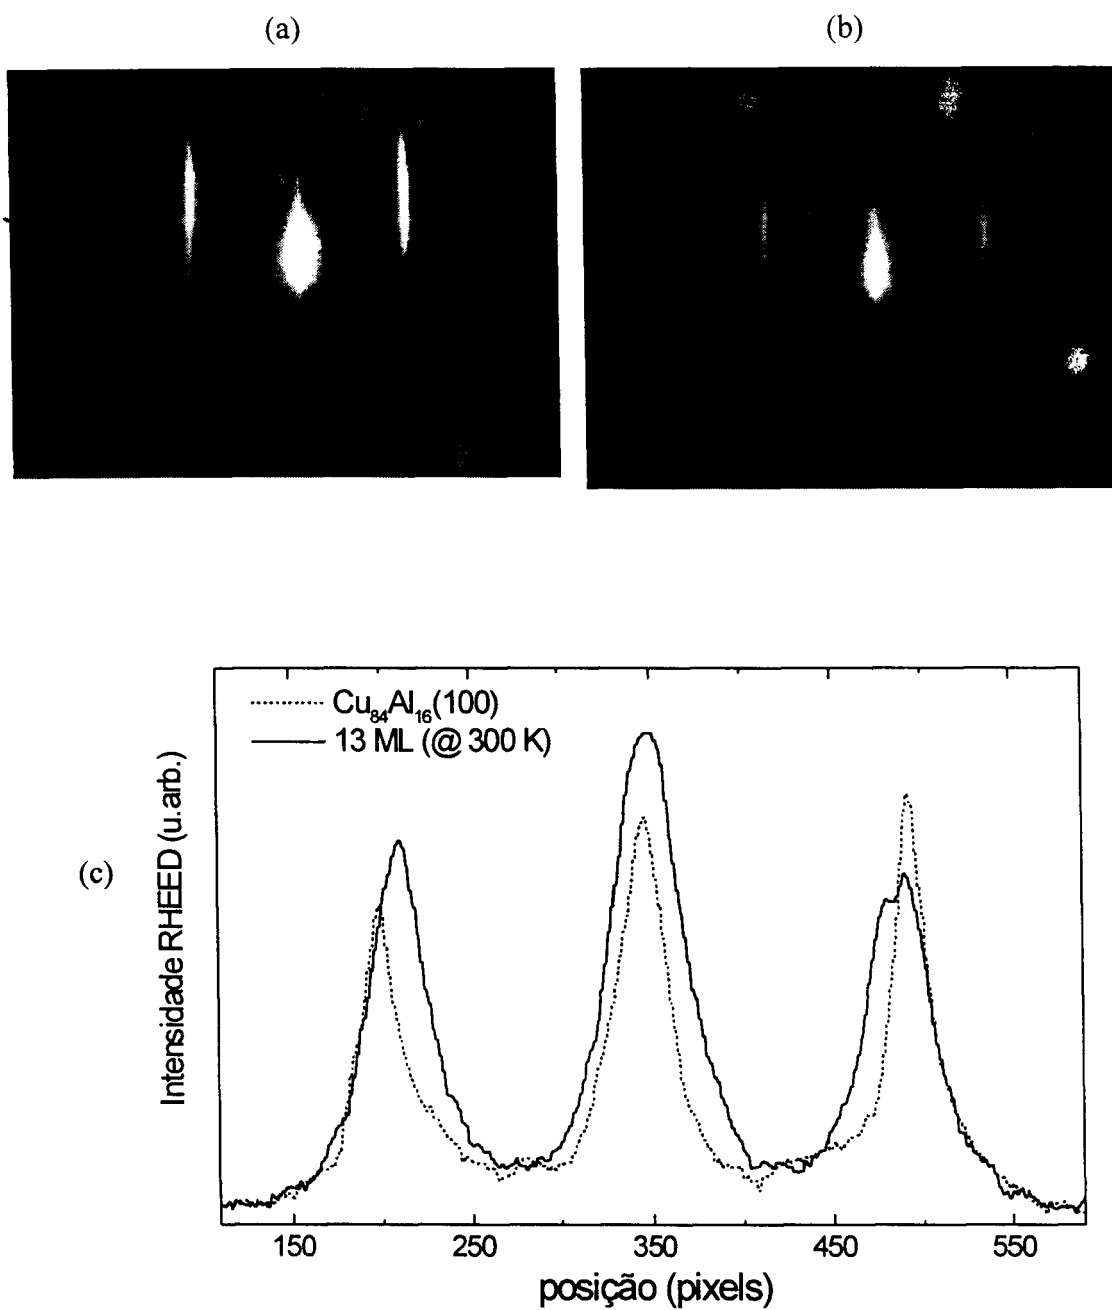 (a)
(b)
(c)
Cu₈₄Al₁₆(100)
13 ML (@ 300 K)
Intensidade RHEED (u.arb.)
150 250 350 450 550
posição (pixels)